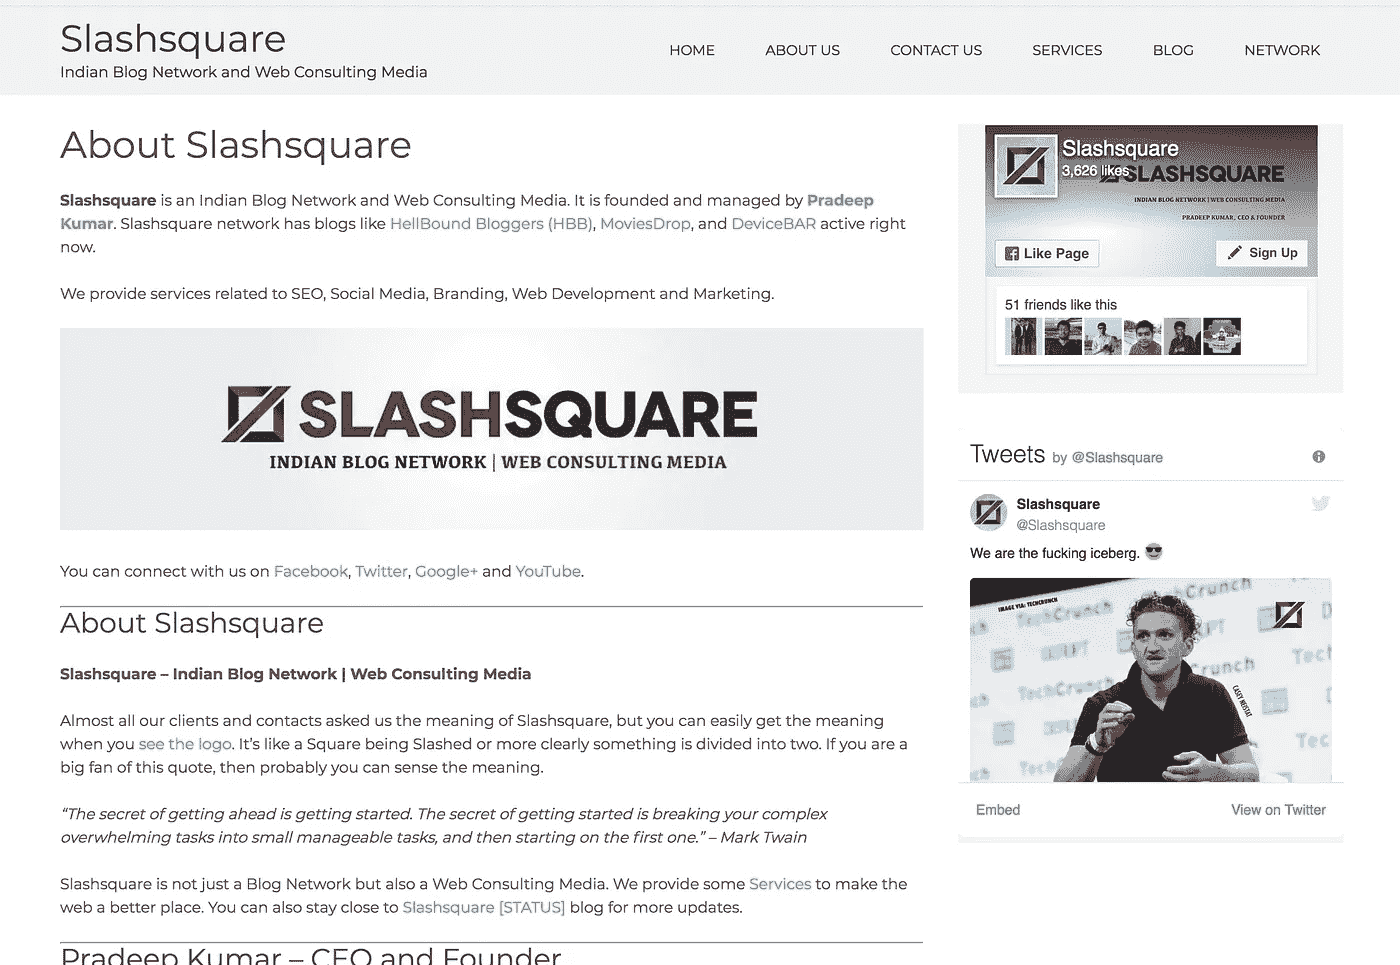 Slashsquare
Indian Blog Network and Web Consulting Media
HOME
ABOUT US
CONTACT US
SERVICES
BLOG
NETWORK
About Slashsquare
Slashsquare is an Indian Blog Network and Web Consulting Media. It is founded and managed by Pradeep
Kumar. Slashsquare network has blogs like HellBound Bloggers (HBB), MoviesDrop, and DeviceBAR active right
now.
We provide services related to SEO, Social Media, Branding, Web Development and Marketing.
SLASHSQUARE
INDIAN BLOG NETWORK | WEB CONSULTING MEDIA
You can connect with us on Facebook, Twitter, Google+ and YouTube.
About Slashsquare
Slashsquare – Indian Blog Network | Web Consulting Media
Almost all our clients and contacts asked us the meaning of Slashsquare, but you can easily get the meaning
when you see the logo. It's like a Square being Slashed or more clearly something is divided into two. If you are a
big fan of this quote, then probably you can sense the meaning.
“The secret of getting ahead is getting started. The secret of getting started is breaking your complex
overwhelming tasks into small manageable tasks, and then starting on the first one.” – Mark Twain
Slashsquare is not just a Blog Network but also a Web Consulting Media. We provide some Services to make the
web a better place. You can also stay close to Slashsquare [STATUS] blog for more updates.
Pradeep Kumar – CEO and Founder
Slashsquare
3,626 likes
SLASHSQUARE
INDIAN BLOG NETWORK | WEB CONSULTING MEDIA
PRADEEP KUMAR, CEO & FOUNDER
Like Page
Sign Up
51 friends like this
Tweets by @Slashsquare
Slashsquare
@Slashsquare
We are the fucking iceberg.
IMAGE VIA: TECHCRUNCH
TechCrunch
Crunch
TechCrunch
crunch
Tech
TechCrunch
Tec
CASEY NEISTAT
Embed
View on Twitter